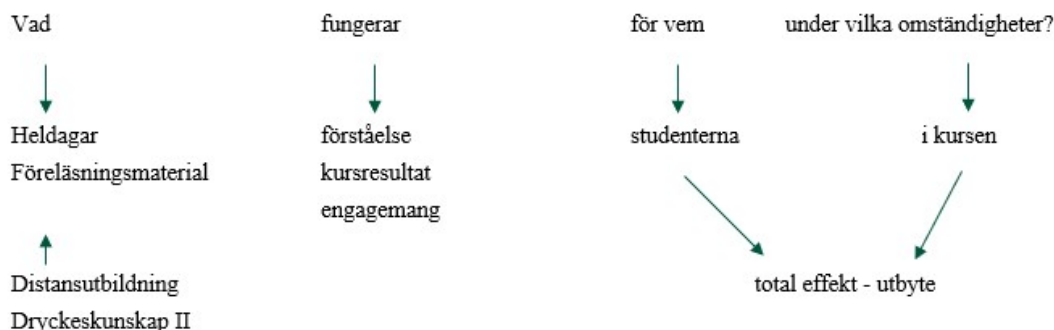 Vad fungerar för vem under vilka omständigheter?
Heldagar förståelse studenterna i kursen
Föreläsningsmaterial kursresultat
engagemang
Distansutbildning total effekt - utbyte
Dryckeskunskap II